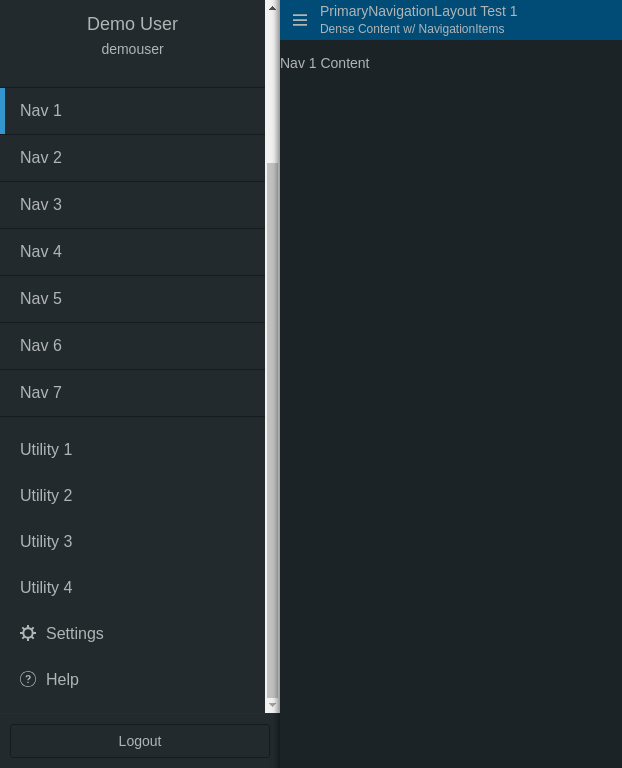 Demo User
demouser
Nav 1
Nav 2
Nav 3
Nav 4
Nav 5
Nav 6
Nav 7
Utility 1
Utility 2
Utility 3
Utility 4
Settings
? Help
Logout
PrimaryNavigationLayout Test 1
Dense Content w/ NavigationItems
Nav 1 Content